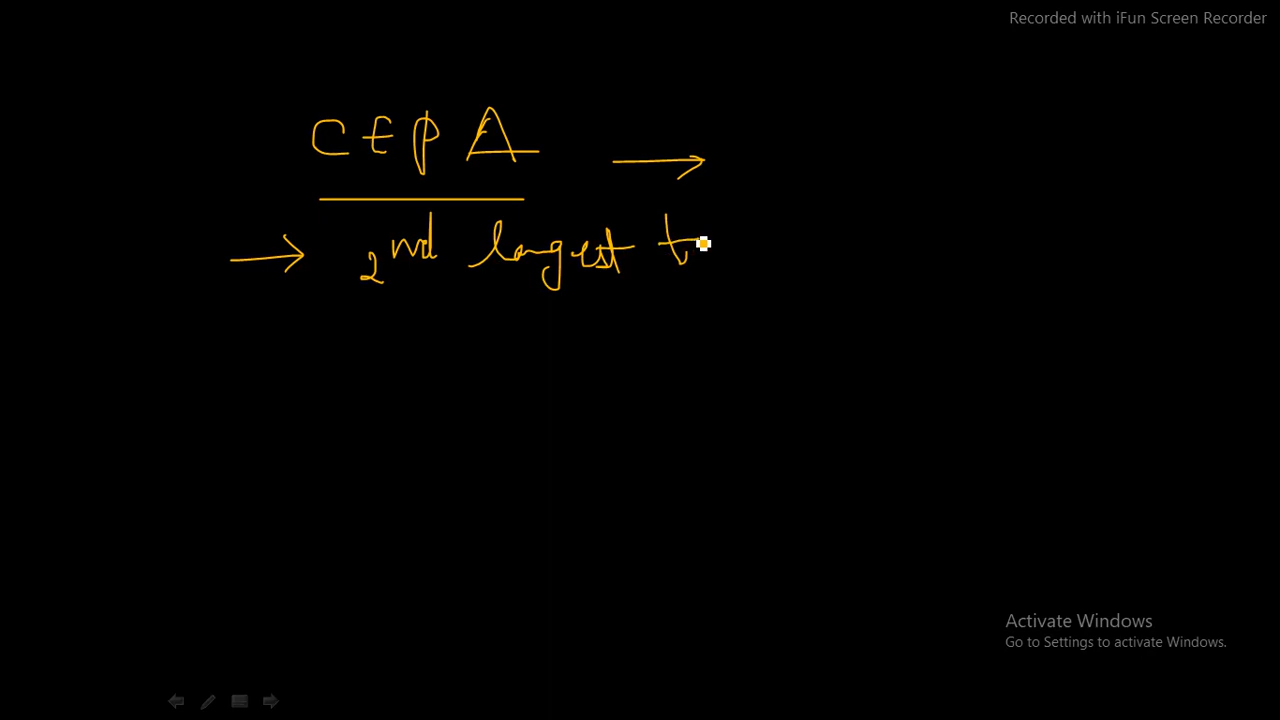 Recorded with iFun Screen Recorder
CEPA →
→ 2nd largest t
Activate Windows
Go to Settings to activate Windows.